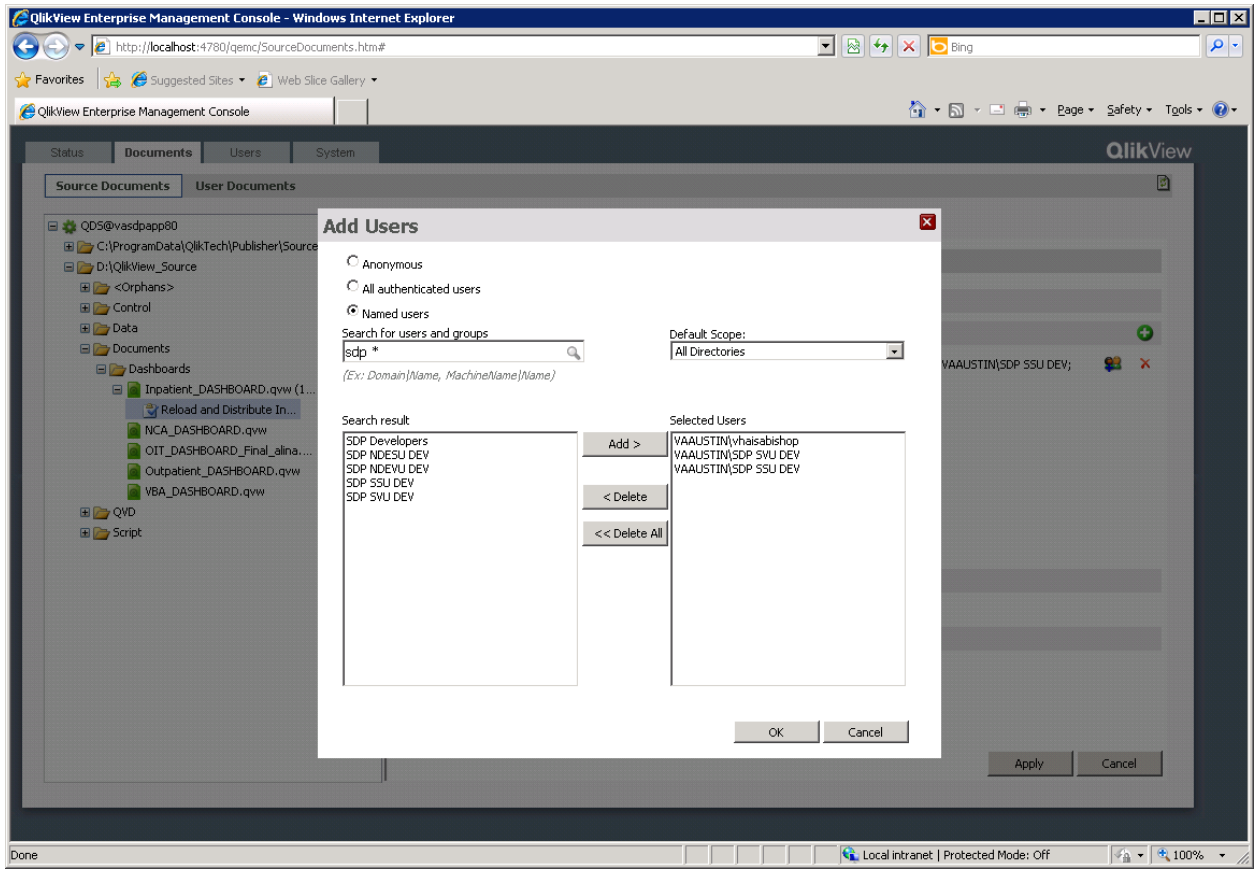 QlikView Enterprise Management Console - Windows Internet Explorer
http://localhost:4780/qemc/SourceDocuments.htm#
Bing
Favorites
Suggested Sites
Web Slice Gallery
QlikView Enterprise Management Console
Page
Safety
Tools
Status
Documents
Users
System
QlikView
Source Documents
User Documents
QDS@vasdpapp80
C:\ProgramData\QlikTech\Publisher\Source
D:\QlikView_Source
<Orphans>
Control
Data
Documents
Dashboards
Inpatient_DASHBOARD.qvw (1...
Reload and Distribute In...
NCA_DASHBOARD.qvw
OIT_DASHBOARD_Final_alina....
Outpatient_DASHBOARD.qvw
VBA_DASHBOARD.qvw
QVD
Script
Add Users
Anonymous
All authenticated users
Named users
Search for users and groups
sdp *
(Ex: Domain|Name, MachineName|Name)
Default Scope:
All Directories
Search result
SDP Developers
SDP NDESU DEV
SDP NDEVU DEV
SDP SSU DEV
SDP SVU DEV
Add >
< Delete
<< Delete All
Selected Users
VAAUSTIN\vhaisabishop
VAAUSTIN\SDP SVU DEV
VAAUSTIN\SDP SSU DEV
OK
Cancel
VAAUSTIN\SDP SSU DEV;
Apply
Cancel
Done
Local intranet | Protected Mode: Off
100%